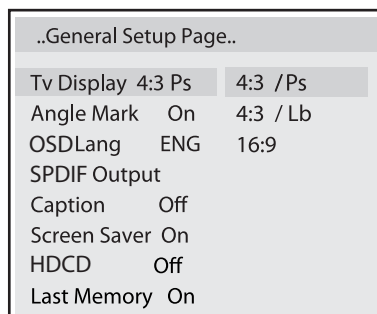 ..General Setup Page..
Tv Display 4:3 Ps 4:3 / Ps
Angle Mark On 4:3 / Lb
OSDLang ENG 16:9
SPDIF Output
Caption Off
Screen Saver On
HDCD Off
Last Memory On